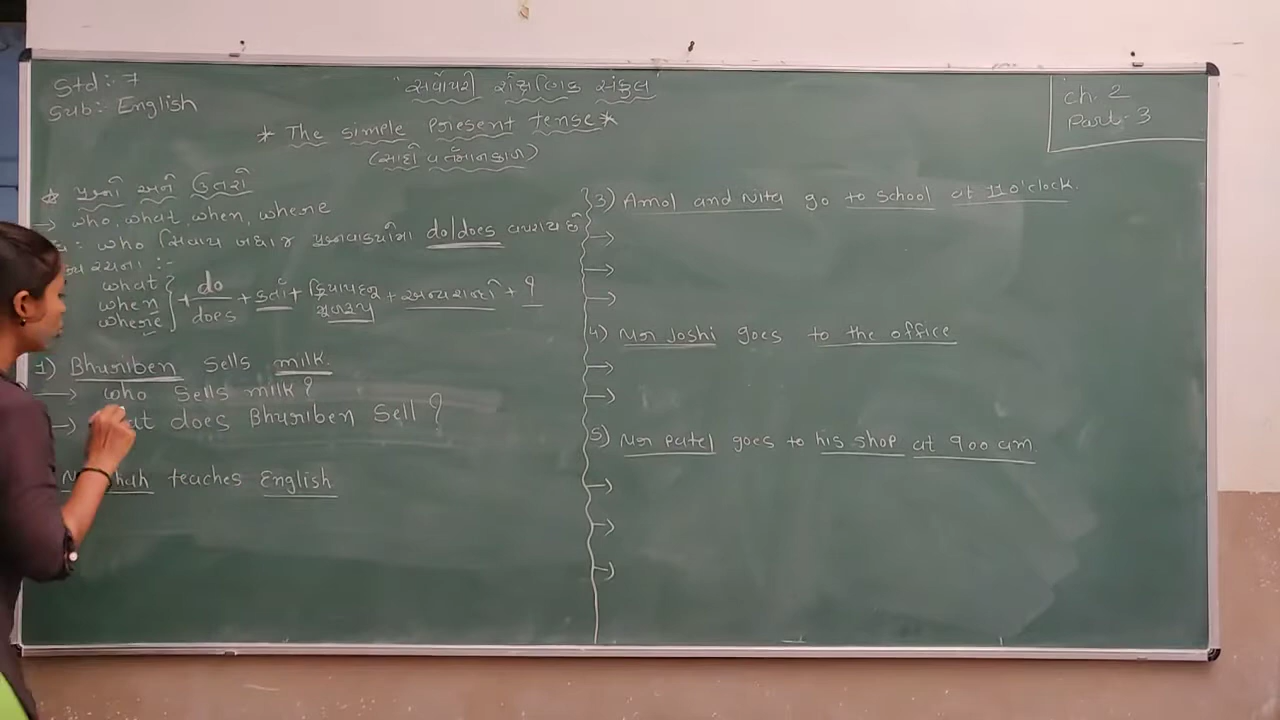 Std:- 7
Sub:- English
"સર્વોપરી શૈક્ષણિક સંકુલ
* The simple Present tense *
(સાદો વર્તમાનકાળ)
ch. 2
Part-3
* પ્રશ્નો અને ઉત્તરો
→ who, what, when, where
: who સિવાય બધાજ પ્રશ્નવાક્યોમાં do/does વપરાય છે
રચના :-
what
when
where
} + do / does + કર્તા + ક્રિયાપદનું મૂળરૂપ + અન્ય શબ્દો + ?
1) Bhuriben sells milk.
→ who sells milk?
→ does Bhuriben sell?
teaches English
3) Amol and Nita go to school at 11 o'clock.
→
→
→
4) Mr Joshi goes to the office
→
→
5) Mr Patel goes to his shop at 9 00 am.
→
→
→